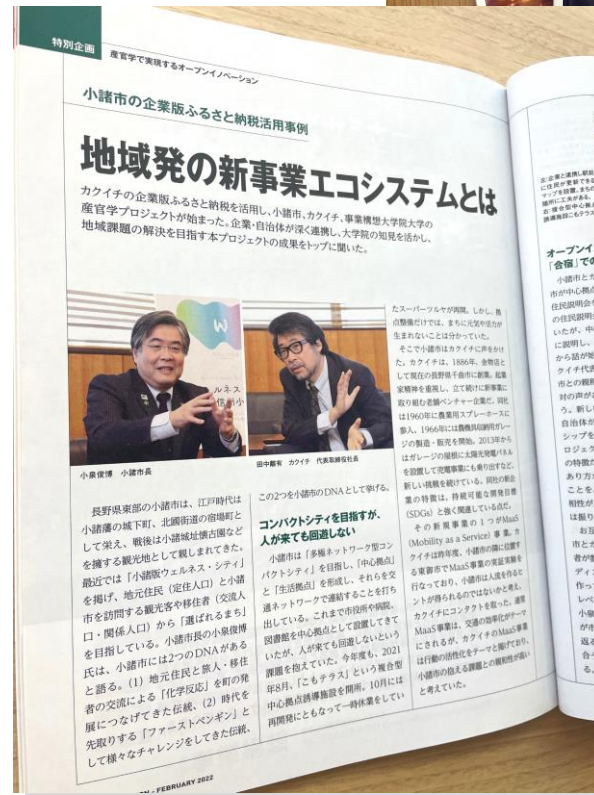 特別企画
産官学で実現するオープンイノベーション
小諸市の企業版ふるさと納税活用事例
地域発の新事業エコシステムとは
カクイチの企業版ふるさと納税を活用し、小諸市、カクイチ、事業構想大学院大学の
産官学プロジェクトが始まった。企業・自治体が深く連携し、大学院の知見を活かし、
地域課題の解決を目指す本プロジェクトの成果をトップに聞いた。
小泉俊博 小諸市長
田中離有 カクイチ 代表取締役社長
長野県東部の小諸市は、江戸時代は
小諸藩の城下町、北國街道の宿場町と
して栄え、戦後は小諸城址懐古園など
を擁する観光地として親しまれてきた。
最近では「小諸版ウェルネス・シティ」
を掲げ、地元住民（定住人口）と小諸
市を訪問する観光客や移住者（交流人
口・関係人口）から「選ばれるまち」
を目指している。小諸市長の小泉俊博
氏は、小諸市には2つのDNAがある
と語る。(1) 地元住民と旅人・移住
者の交流による「化学反応」を町の発
展につなげてきた伝統、(2) 時代を
先取りする「ファーストペンギン」と
して様々なチャレンジをしてきた伝統、
この2つを小諸市のDNAとして挙げる。
コンパクトシティを目指すが、
人が来ても回遊しない
小諸市は「多極ネットワーク型コン
パクトシティ」を目指し、「中心拠点」
と「生活拠点」を形成し、それらを交
通ネットワークで連結することを打ち
出している。これまで市役所や病院、
図書館を中心拠点として設置してきて
いたが、人が来ても回遊しないという
課題を抱えていた。今年度も、2021
年8月、「こもテラス」という複合型
中心拠点誘導施設を開所。10月には
再開発にともなって一時休業をしてい
たスーパーツルヤが再開。しかし、拠
点整備だけでは、まちに元気や活力が
生まれないことは分かっていた。
そこで小諸市はカクイチに声をかけ
た。カクイチは、1886年、金物店と
して現在の長野県千曲市に創業。起業
家精神を重視し、立て続けに新事業に
取り組む老舗ベンチャー企業だ。同社
は1960年に農業用スプレーホースに
参入、1966年には農機具収納用ガレー
ジの製造・販売を開始。2013年から
はガレージの屋根に太陽光発電パネル
を設置して売電事業にも乗り出すなど、
新しい挑戦を続けている。同社の新企
業の特徴は、持続可能な開発目標
（SDGs）と強く関連している点だ。
その新規事業の1つがMaaS
（Mobility as a Service）事業。カ
クイチは昨年度、小諸市の隣に位置す
る東御市でMaaS事業の実証実験を
行なっており、小諸市は人流を作るヒ
ントが得られるのではないかと考え、
カクイチにコンタクトを取った。通常
MaaS事業は、交通の効率化がテーマ
にされるが、カクイチのMaaS事業
は行動の活性化をテーマと掲げており、
小諸市の抱える課題との親和性が高い
と考えていた。
FEBRUARY 2022
オープンイ
「合宿」での